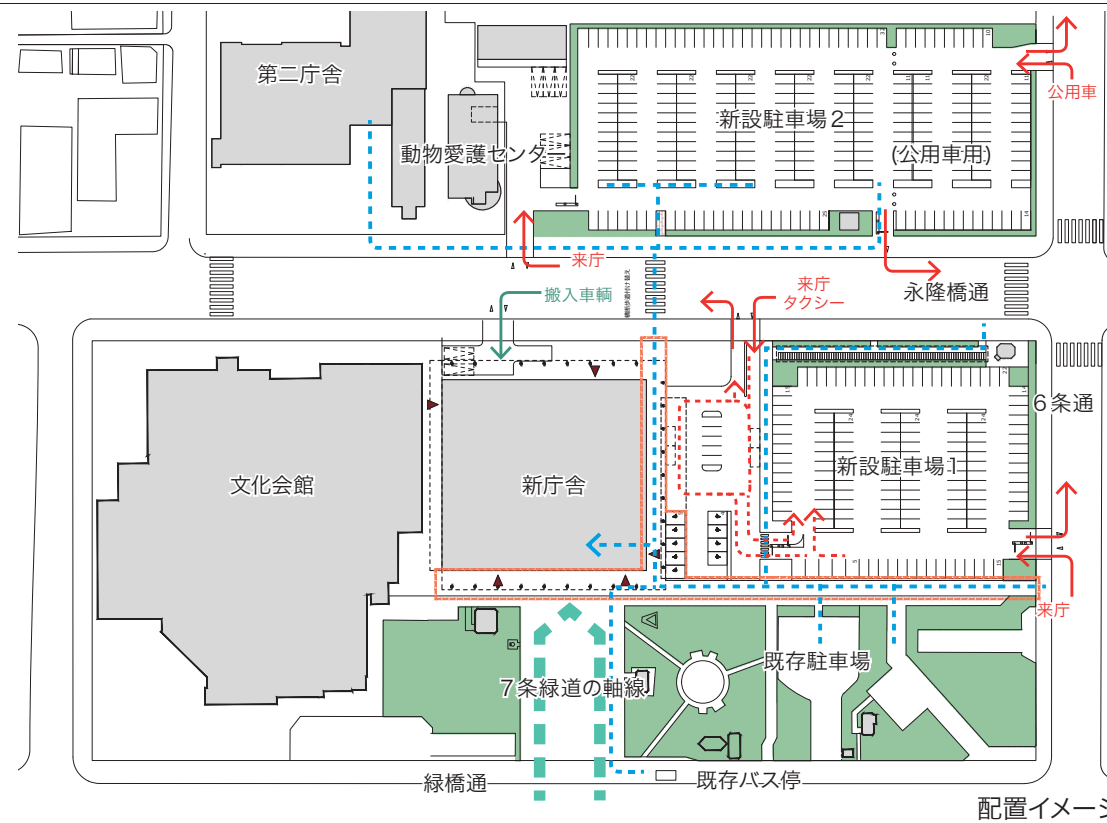 第二庁舎
動物愛護センター
新設駐車場2
(公用車用)
公用車
来庁
搬入車輌
来庁
タクシー
永隆橋通
6条通
文化会館
新庁舎
新設駐車場1
来庁
既存駐車場
7条緑道の軸線
緑橋通
既存バス停
配置イメージ